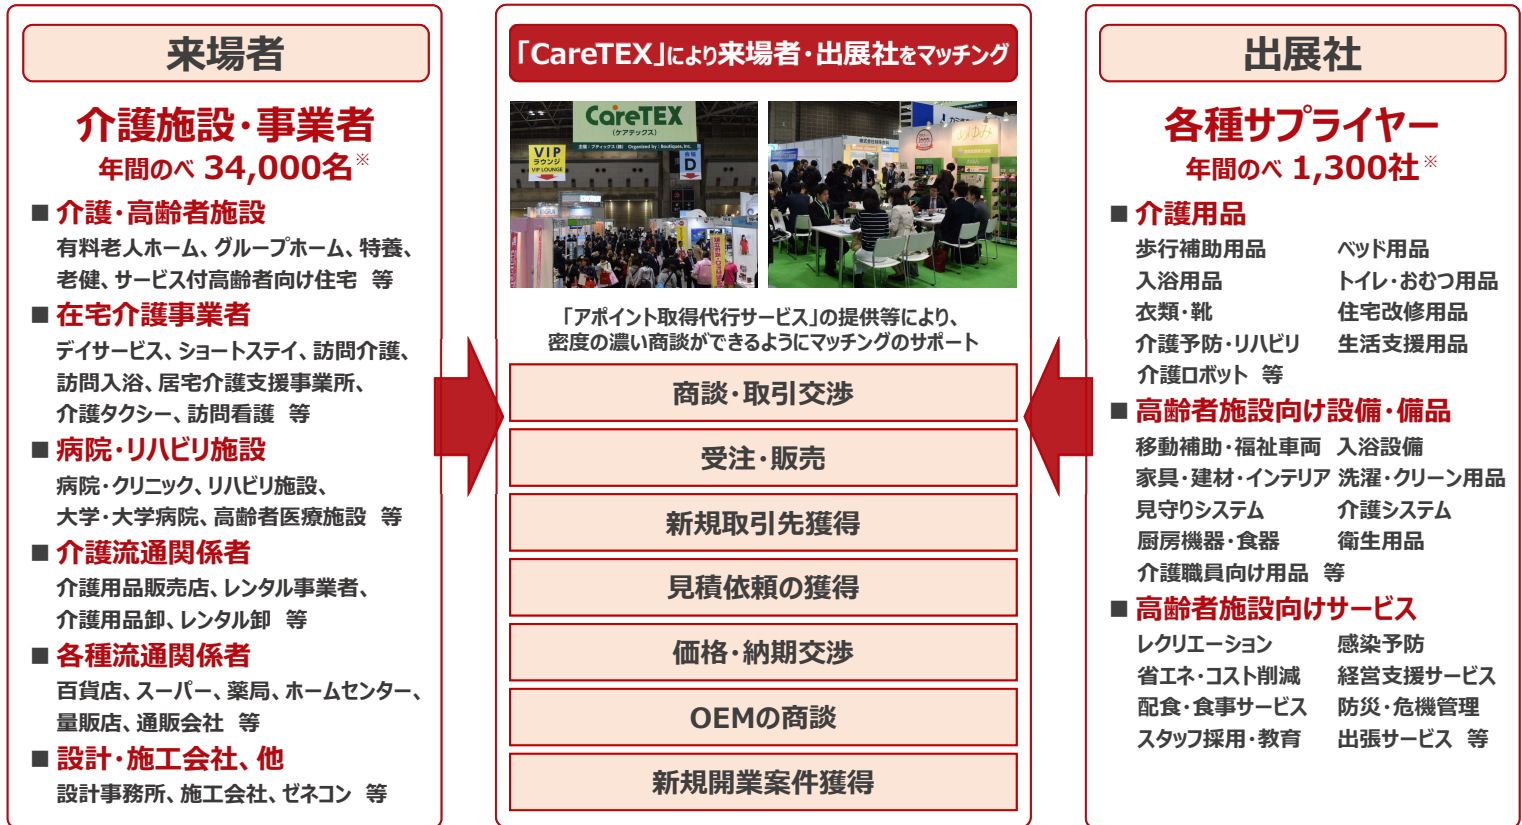 来場者
介護施設・事業者
年間のべ 34,000名※
■ 介護・高齢者施設
有料老人ホーム、グループホーム、特養、
老健、サービス付高齢者向け住宅 等
■ 在宅介護事業者
デイサービス、ショートステイ、訪問介護、
訪問入浴、居宅介護支援事業所、
介護タクシー、訪問看護 等
■ 病院・リハビリ施設
病院・クリニック、リハビリ施設、
大学・大学病院、高齢者医療施設 等
■ 介護流通関係者
介護用品販売店、レンタル事業者、
介護用品卸、レンタル卸 等
■ 各種流通関係者
百貨店、スーパー、薬局、ホームセンター、
量販店、通販会社 等
■ 設計・施工会社、他
設計事務所、施工会社、ゼネコン 等
「CareTEX」により来場者・出展社をマッチング
CareTEX
(ケアテックス)
主催:ブティックス(株) Organised by : Boutiques, Inc.
VIP
ラウンジ
VIP LOUNGE
会場
D
「アポイント取得代行サービス」の提供等により、
密度の濃い商談ができるようにマッチングのサポート
商談・取引交渉
受注・販売
新規取引先獲得
見積依頼の獲得
価格・納期交渉
OEMの商談
新規開業案件獲得
出展社
各種サプライヤー
年間のべ 1,300社※
■ 介護用品
歩行補助用品 ベッド用品
入浴用品 トイレ・おむつ用品
衣類・靴 住宅改修用品
介護予防・リハビリ 生活支援用品
介護ロボット 等
■ 高齢者施設向け設備・備品
移動補助・福祉車両 入浴設備
家具・建材・インテリア 洗濯・クリーン用品
見守りシステム 介護システム
厨房機器・食器 衛生用品
介護職員向け用品 等
■ 高齢者施設向けサービス
レクリエーション 感染予防
省エネ・コスト削減 経営支援サービス
配食・食事サービス 防災・危機管理
スタッフ採用・教育 出張サービス 等